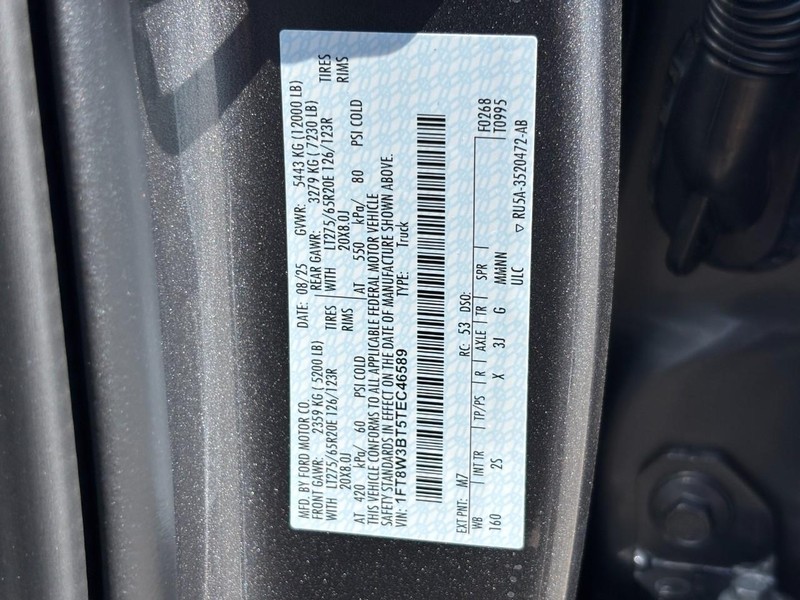 MFD. BY FORD MOTOR CO.
DATE: 08/25 GVWR: 5443 KG (12000 LB)
FRONT GAWR: 2359 KG (5200 LB) REAR GAWR: 3279 KG (7230 LB)
WITH LT275/65R20E 126/123R TIRES WITH LT275/65R20E 126/123R TIRES
20X8.0J RIMS 20X8.0J RIMS
AT 420 kPa/ 60 PSI COLD AT 550 kPa/ 80 PSI COLD
THIS VEHICLE CONFORMS TO ALL APPLICABLE FEDERAL MOTOR VEHICLE
SAFETY STANDARDS IN EFFECT ON THE DATE OF MANUFACTURE SHOWN ABOVE.
VIN: 1FT8W3BT5TEC46589 TYPE: Truck
F0268
T0995
EXT PNT: M7 RC: 53 DSO:
WB INT TR TP/PS R AXLE TR SPR
160 2S X 3J G
ULC
▽ RU5A-3520472-AB